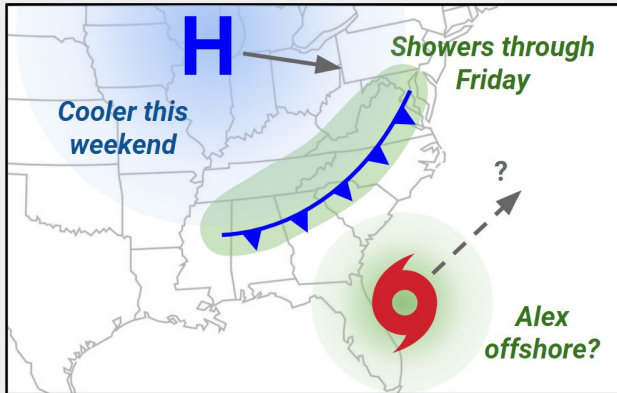 H
Showers through
Friday
Cooler this
weekend
?
Alex
offshore?